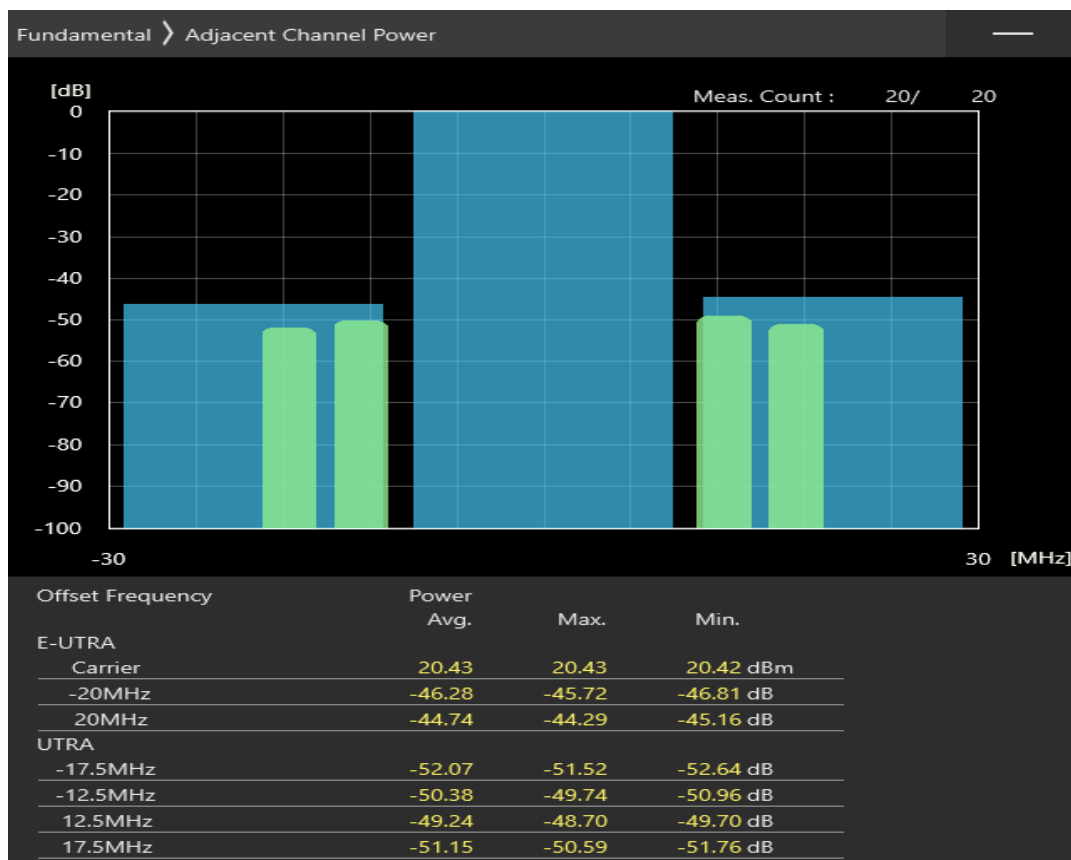 Fundamental ❯ Adjacent Channel Power
[dB]
Meas. Count : 20/ 20
0
-10
-20
-30
-40
-50
-60
-70
-80
-90
-100
-30 30 [MHz]
Offset Frequency Power
Avg. Max. Min.
E-UTRA
Carrier 20.43 20.43 20.42 dBm
-20MHz -46.28 -45.72 -46.81 dB
20MHz -44.74 -44.29 -45.16 dB
UTRA
-17.5MHz -52.07 -51.52 -52.64 dB
-12.5MHz -50.38 -49.74 -50.96 dB
12.5MHz -49.24 -48.70 -49.70 dB
17.5MHz -51.15 -50.59 -51.76 dB